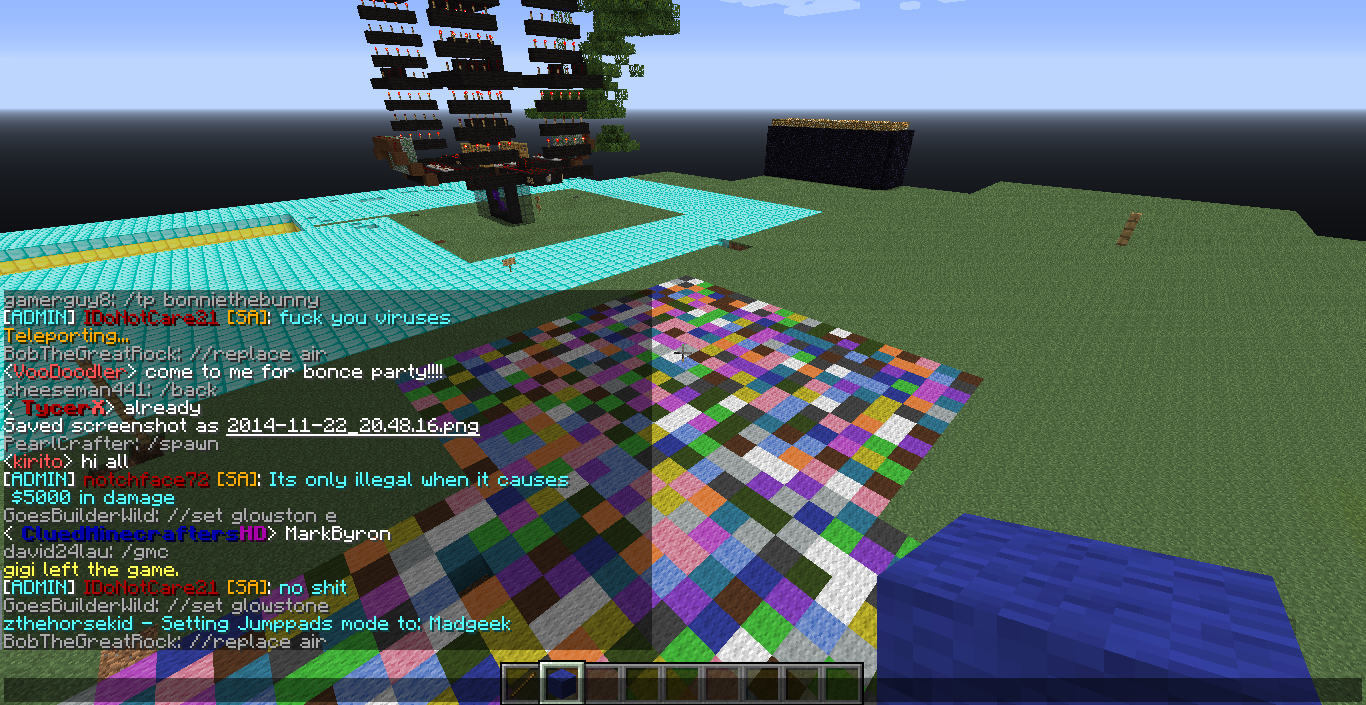 gamerguy8: /tp bonniethebunny
[ADMIN] IDoNotCare21 [SA]: fuck you viruses
Teleporting...
BobTheGreatRock: //replace air
<VooDoodler> come to me for bonce party!!!!
cheeseman441: /back
< TycerX> already
Saved screenshot as 2014-11-22_20.48.16.png
PearlCrafter: /spawn
<kirito> hi all
[ADMIN] notchface72 [SA]: Its only illegal when it causes
$5000 in damage
GoesBuilderWild: //set glowston e
< CluedMinecraftersHD> MarkByron
david24lau: /gmc
gigi left the game.
[ADMIN] IDoNotCare21 [SA]: no shit
GoesBuilderWild: //set glowstone
zthehorsekid - Setting Jumppads mode to: Madgeek
BobTheGreatRock: //replace air